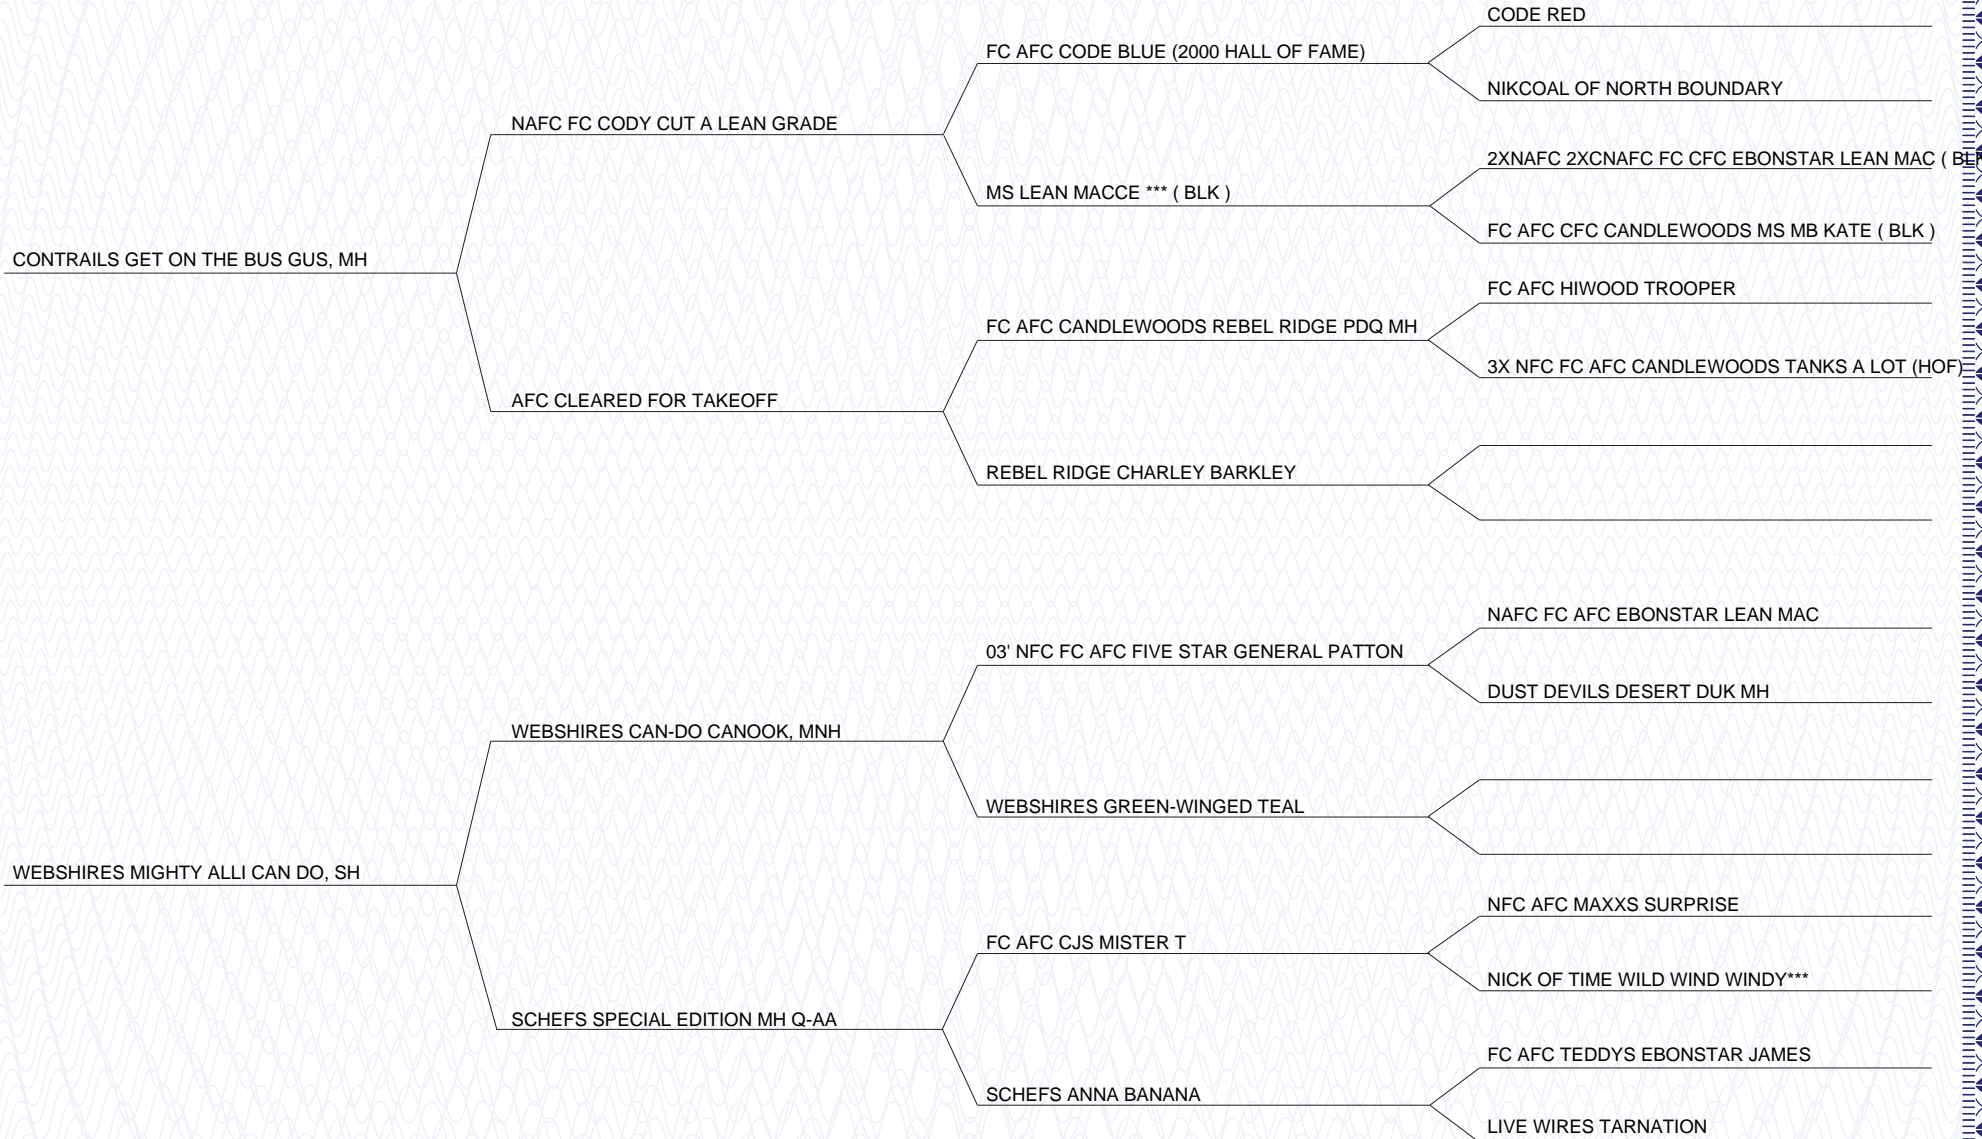 CODE RED
FC AFC CODE BLUE (2000 HALL OF FAME)
NIKCOAL OF NORTH BOUNDARY
NAFC FC CODY CUT A LEAN GRADE
2XNAFC 2XCNAFC FC CFC EBONSTAR LEAN MAC (
MS LEAN MACCE *** ( BLK )
FC AFC CFC CANDLEWOODS MS MB KATE ( BLK )
CONTRAILS GET ON THE BUS GUS, MH
FC AFC HIWOOD TROOPER
FC AFC CANDLEWOODS REBEL RIDGE PDQ MH
3X NFC FC AFC CANDLEWOODS TANKS A LOT (HOF)
AFC CLEARED FOR TAKEOFF
REBEL RIDGE CHARLEY BARKLEY
NAFC FC AFC EBONSTAR LEAN MAC
03' NFC FC AFC FIVE STAR GENERAL PATTON
DUST DEVILS DESERT DUK MH
WEBSHIRES CAN-DO CANOOK, MNH
WEBSHIRES GREEN-WINGED TEAL
WEBSHIRES MIGHTY ALLI CAN DO, SH
NFC AFC MAXXS SURPRISE
FC AFC CJS MISTER T
NICK OF TIME WILD WIND WINDY***
SCHEFS SPECIAL EDITION MH Q-AA
FC AFC TEDDYS EBONSTAR JAMES
SCHEFS ANNA BANANA
LIVE WIRES TARNATION